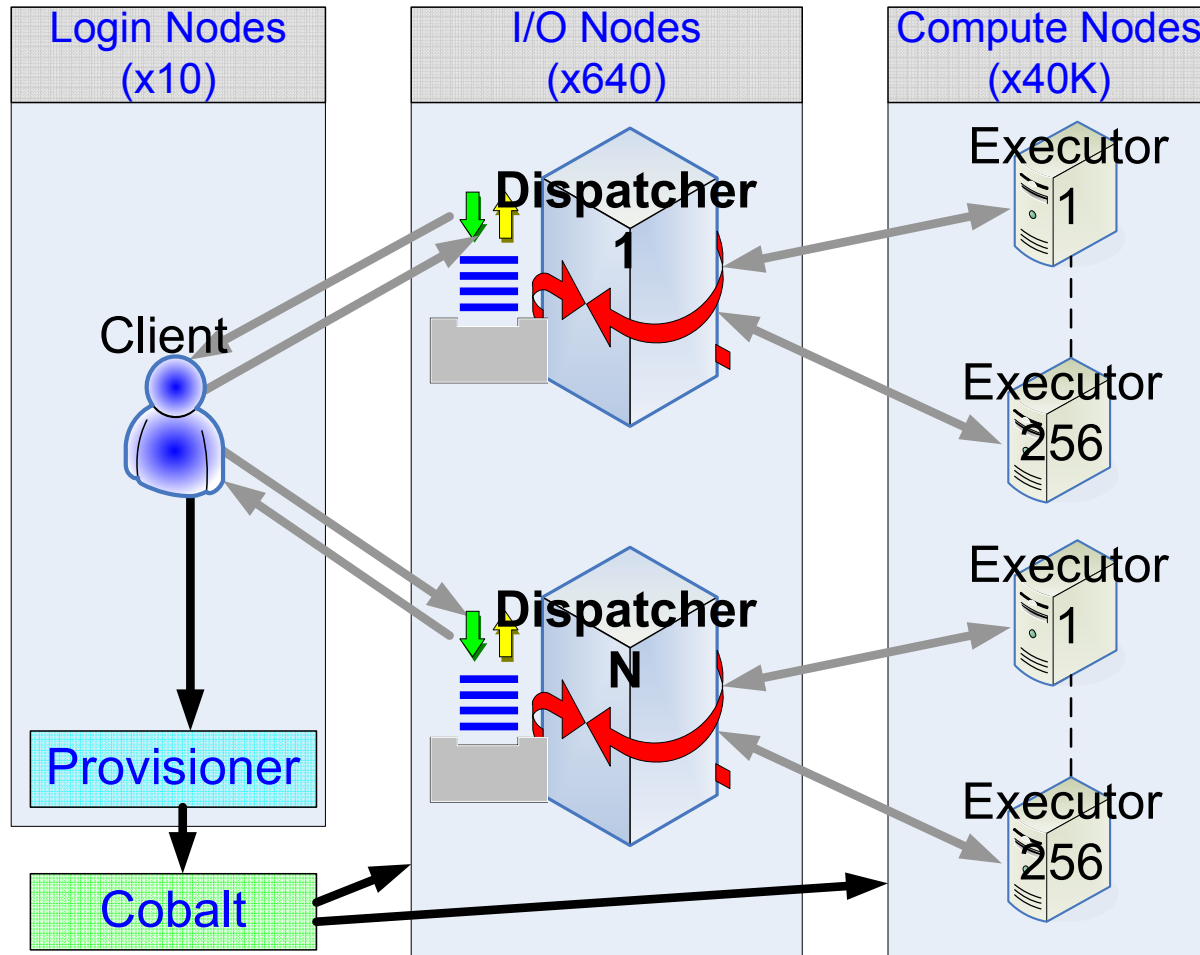 Login Nodes
(x10)
I/O Nodes
(x640)
Compute Nodes
(x40K)
Client
Provisioner
Cobalt
Dispatcher
1
Dispatcher
N
Executor
1
Executor
256
Executor
1
Executor
256